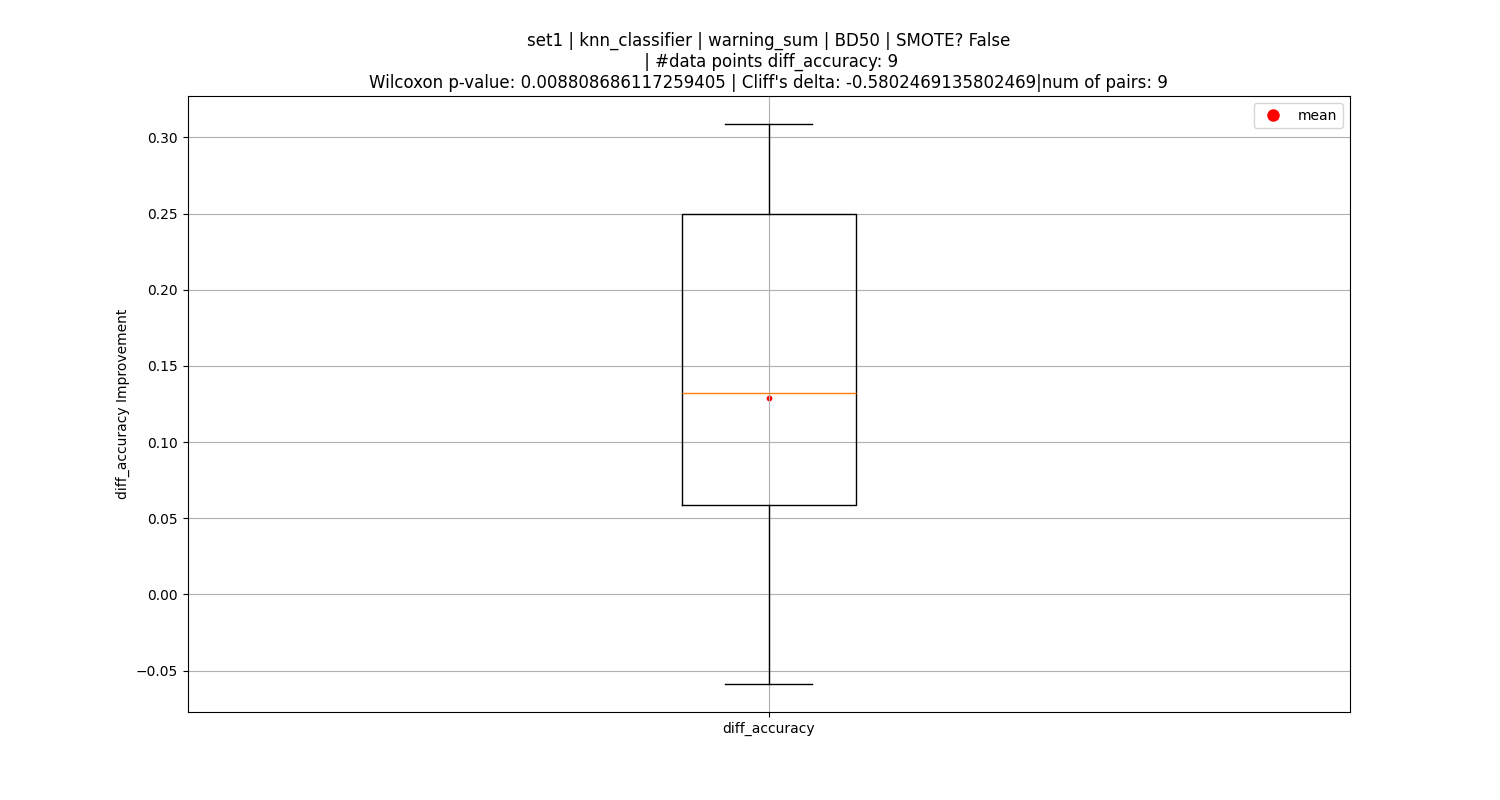 set1 | knn_classifier | warning_sum | BD50 | SMOTE? False
| #data points diff_accuracy: 9
Wilcoxon p-value: 0.008808686117259405 | Cliff's delta: -0.5802469135802469|num of pairs: 9
mean
0.30
0.25
0.20
0.15
0.10
0.05
0.00
−0.05
diff_accuracy Improvement
diff_accuracy